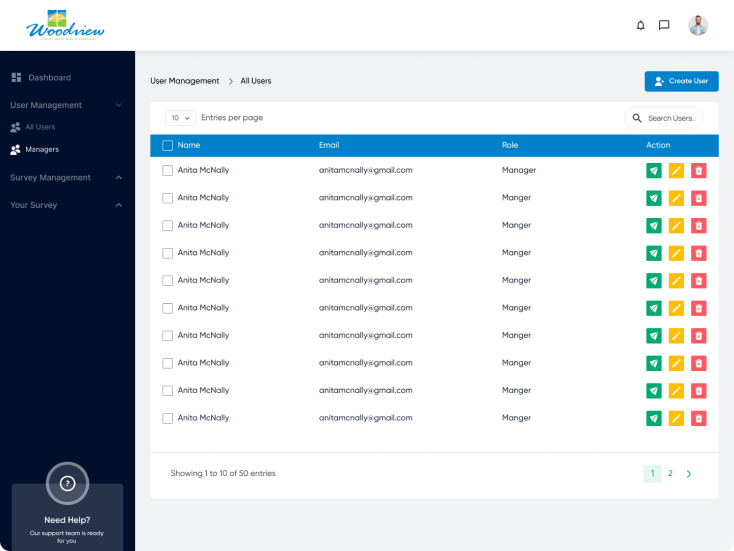 Woodview
Dashboard
User Management
All Users
Managers
Survey Management
Your Survey
Need Help?
Our support team is ready
for you
User Management > All Users
Create User
10 Entries per page
Search Users..
Name Email Role Action
Anita McNally anitamcnally@gmail.com Manager
Anita McNally anitamcnally@gmail.com Manger
Anita McNally anitamcnally@gmail.com Manger
Anita McNally anitamcnally@gmail.com Manger
Anita McNally anitamcnally@gmail.com Manger
Anita McNally anitamcnally@gmail.com Manger
Anita McNally anitamcnally@gmail.com Manger
Anita McNally anitamcnally@gmail.com Manger
Anita McNally anitamcnally@gmail.com Manger
Anita McNally anitamcnally@gmail.com Manger
Showing 1 to 10 of 50 entries
1 2